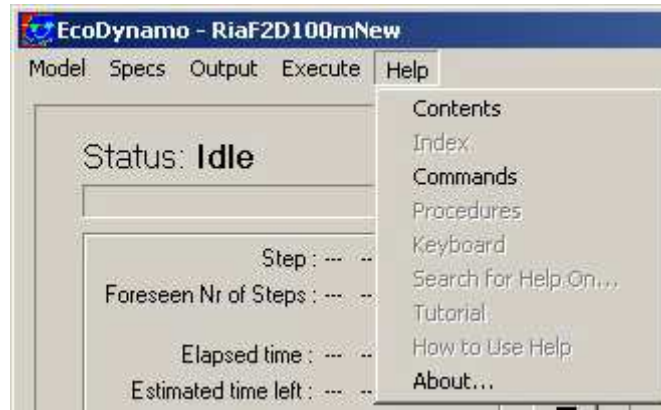 EcoDynamo - RiaF2D100mNew
Model Specs Output Execute Help
Contents
Index
Commands
Procedures
Keyboard
Search for Help On...
Tutorial
How to Use Help
About...
Status: Idle
Step : --- --
Foreseen Nr of Steps : --- --
Elapsed time : --- --
Estimated time left : --- --